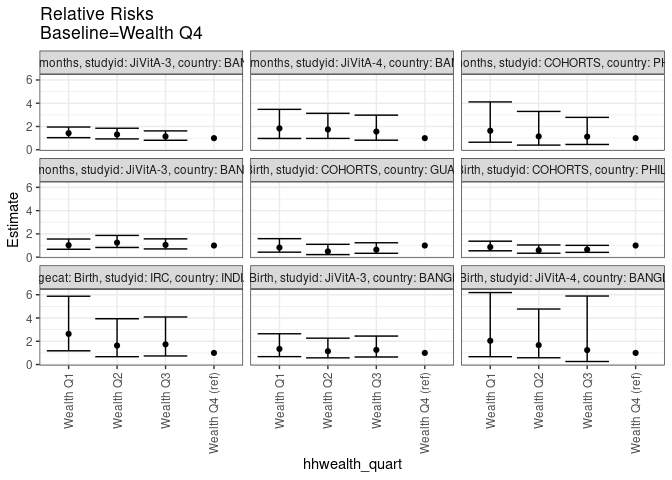 Relative Risks
Baseline=Wealth Q4
months, studyid: JiVitA-3, country: BAN
months, studyid: JiVitA-4, country: BAN
months, studyid: COHORTS, country: PH
6
4
2
0
months, studyid: JiVitA-3, country: BAN
Birth, studyid: COHORTS, country: GUA
Birth, studyid: COHORTS, country: PHIL
6
4
2
0
Estimate
gecat: Birth, studyid: IRC, country: INDI
Birth, studyid: JiVitA-3, country: BANGL
Birth, studyid: JiVitA-4, country: BANGL
6
4
2
0
Wealth Q1
Wealth Q2
Wealth Q3
Wealth Q4 (ref)
Wealth Q1
Wealth Q2
Wealth Q3
Wealth Q4 (ref)
Wealth Q1
Wealth Q2
Wealth Q3
Wealth Q4 (ref)
hhwealth_quart